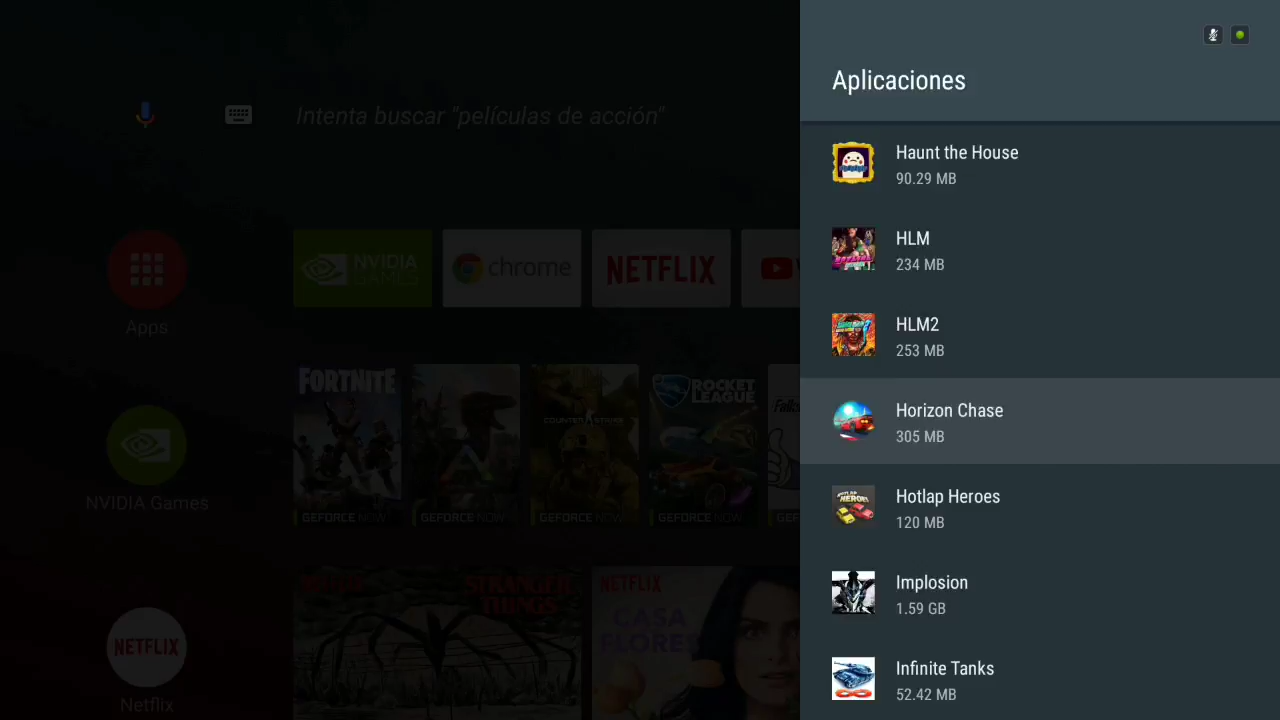 Aplicaciones
Intenta buscar "películas de acción"
Haunt the House
90.29 MB
HLM
234 MB
HLM2
253 MB
Horizon Chase
305 MB
Hotlap Heroes
120 MB
Implosion
1.59 GB
Infinite Tanks
52.42 MB
Apps
NVIDIA GAMES
chrome
NETFLIX
NVIDIA Games
FORTNITE
COUNTER STRIKE
ROCKET LEAGUE
GEFORCE NOW
GEFORCE NOW
GEFORCE NOW
GEFORCE NOW
NETFLIX
Netflix
STRANGER THINGS
NETFLIX
CASA
FLORES